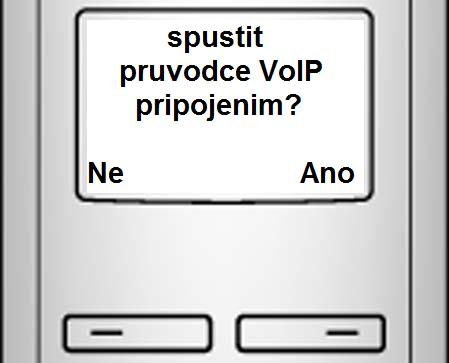 spustit
pruvodce VoIP
pripojenim?
Ne Ano